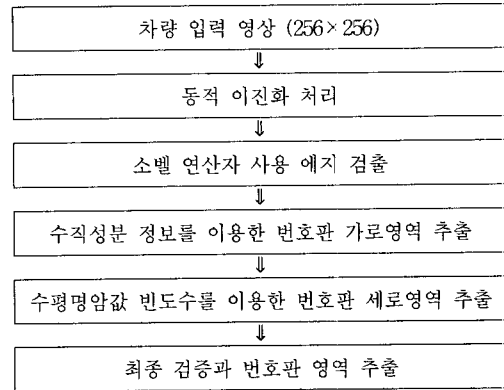 차량 입력 영상 (256×256)
⇓
동적 이진화 처리
⇓
소벨 연산자 사용 에지 검출
⇓
수직성분 정보를 이용한 번호판 가로영역 추출
⇓
수평명암값 빈도수를 이용한 번호판 세로영역 추출
⇓
최종 검증과 번호판 영역 추출